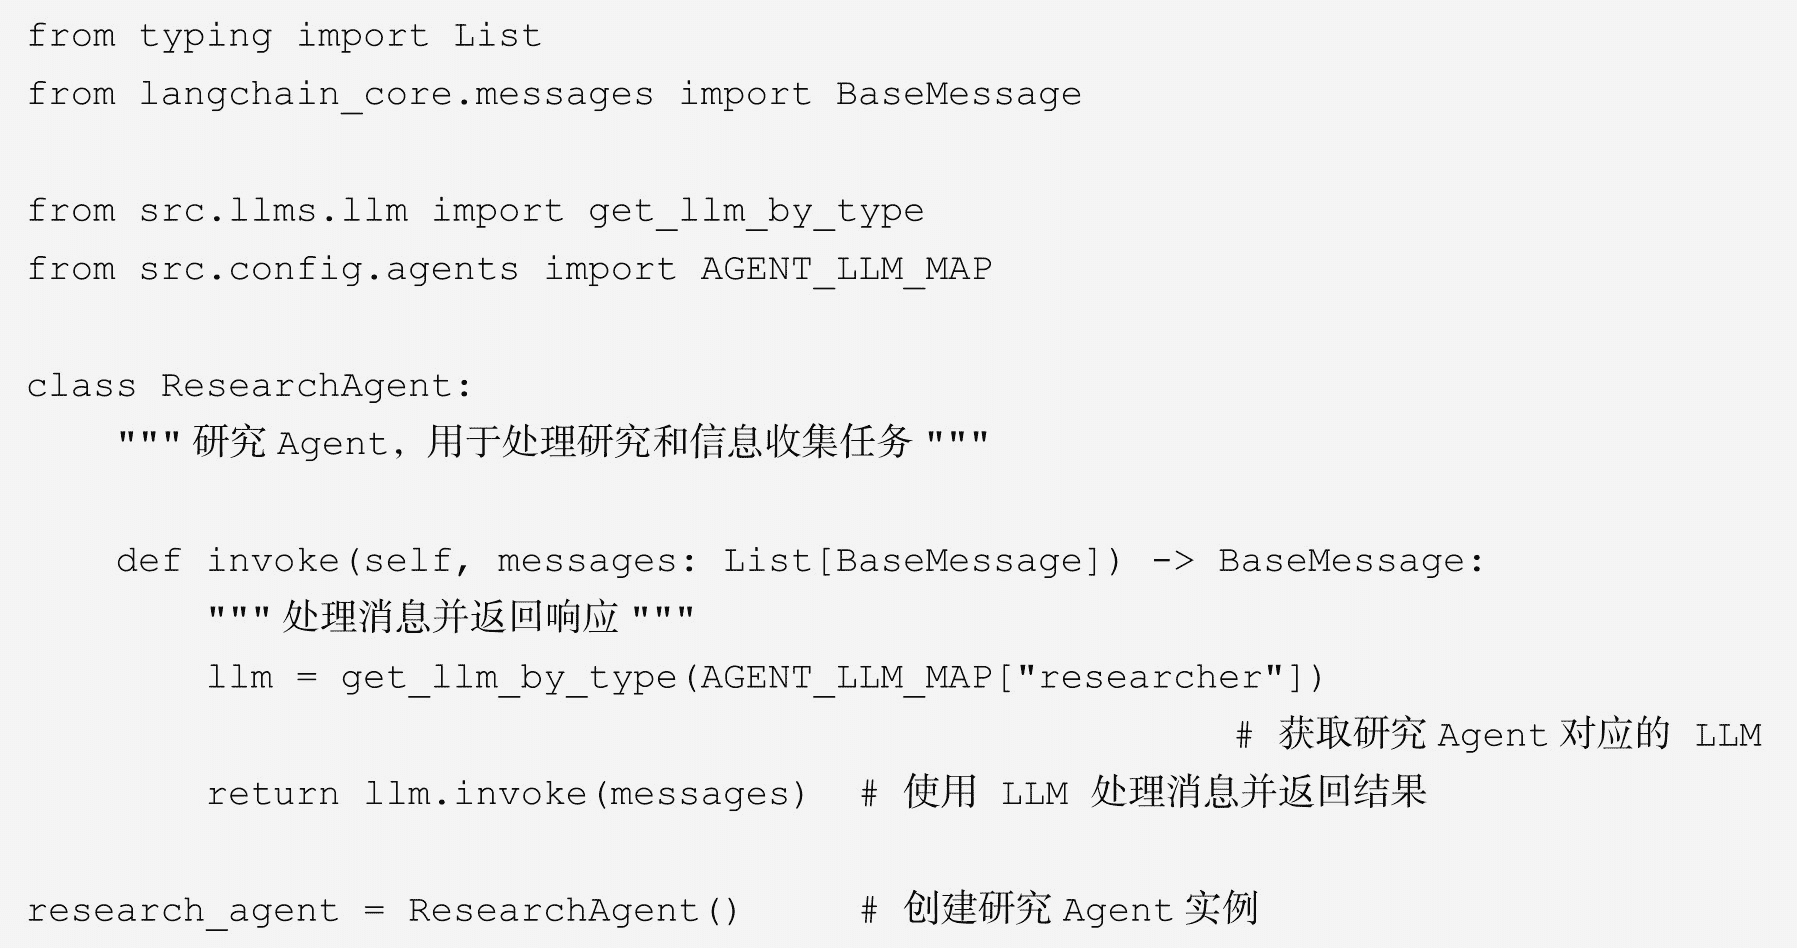 from typing import List
from langchain_core.messages import BaseMessage
from src.llms.llm import get_llm_by_type
from src.config.agents import AGENT_LLM_MAP
class ResearchAgent:
    """研究 Agent，用于处理研究和信息收集任务"""
    def invoke(self, messages: List[BaseMessage]) -> BaseMessage:
        """处理消息并返回响应"""
        llm = get_llm_by_type(AGENT_LLM_MAP["researcher"])
                                              # 获取研究 Agent 对应的 LLM
        return llm.invoke(messages)  # 使用 LLM 处理消息并返回结果
research_agent = ResearchAgent()     # 创建研究 Agent 实例